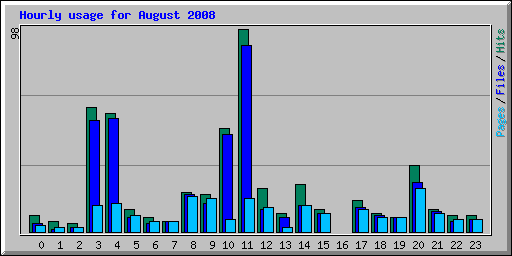 Hourly usage for August 2008
98
Pages/Files/Hits
0 1 2 3 4 5 6 7 8 9 10 11 12 13 14 15 16 17 18 19 20 21 22 23